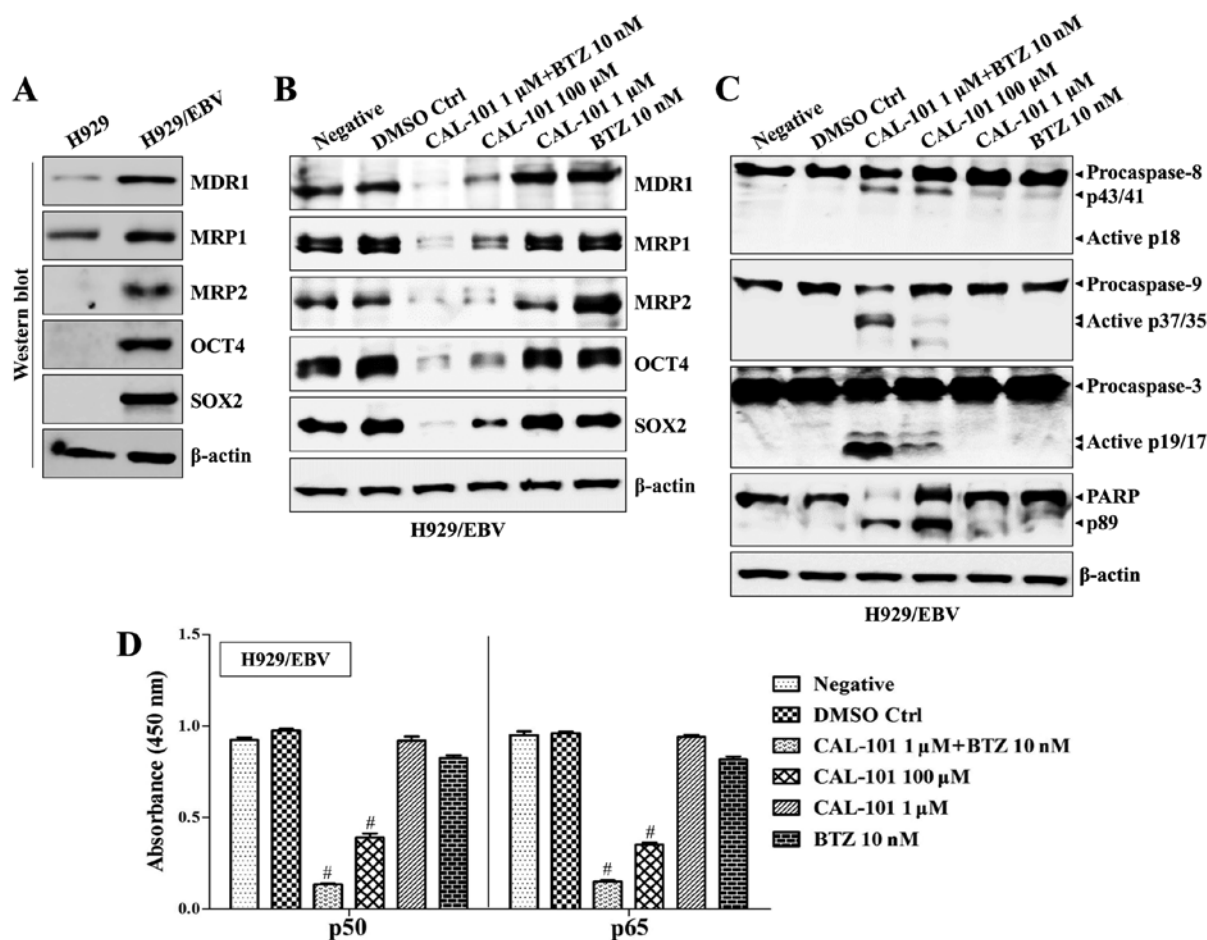 A
H929
H929/EBV
Western blot
MDR1
MRP1
MRP2
OCT4
SOX2
β-actin
B
Negative
DMSO Ctrl
CAL-101 1 μM+BTZ 10 nM
CAL-101 100 μM
CAL-101 1 μM
BTZ 10 nM
MDR1
MRP1
MRP2
OCT4
SOX2
β-actin
H929/EBV
C
Negative
DMSO Ctrl
CAL-101 1 μM+BTZ 10 nM
CAL-101 100 μM
CAL-101 1 μM
BTZ 10 nM
Procaspase-8
p43/41
Active p18
Procaspase-9
Active p37/35
Procaspase-3
Active p19/17
PARP
p89
β-actin
H929/EBV
D
H929/EBV
Absorbance (450 nm)
1.5
1.0
0.5
0.0
# # # #
p50 p65
Negative
DMSO Ctrl
CAL-101 1 μM+BTZ 10 nM
CAL-101 100 μM
CAL-101 1 μM
BTZ 10 nM